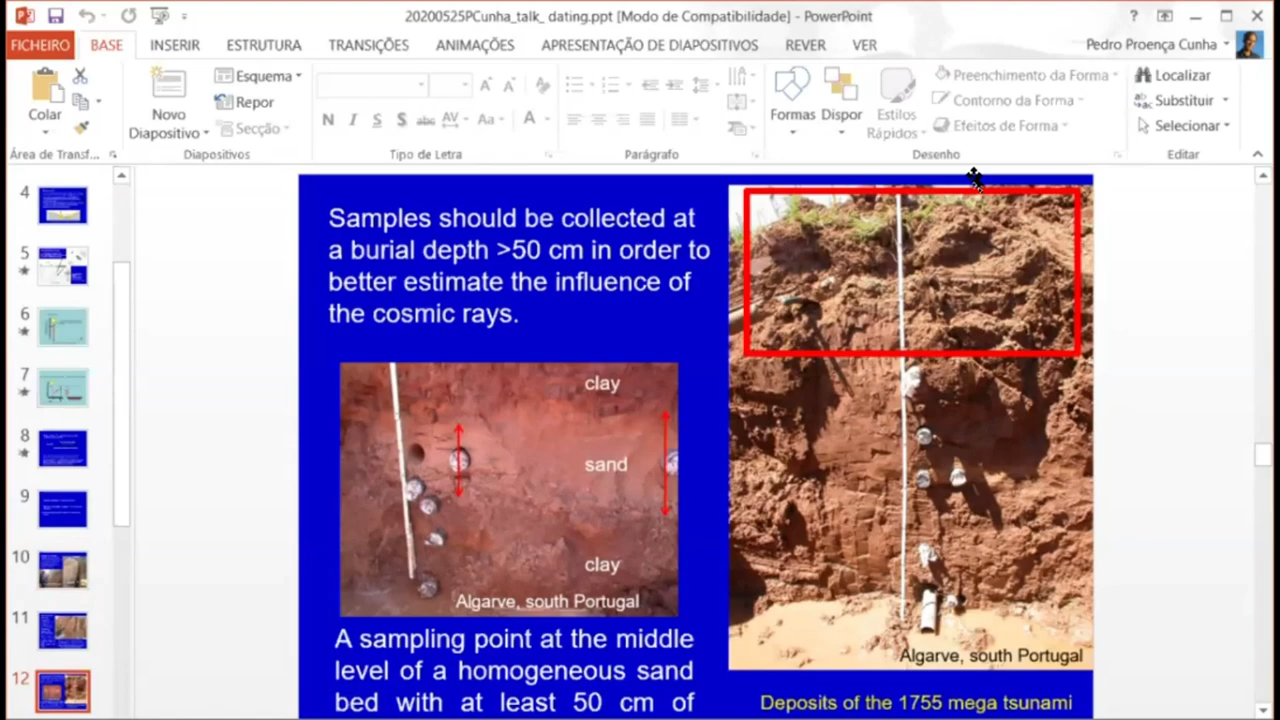 20200525PCunha_talk_ dating.ppt [Modo de Compatibilidade] - PowerPoint
FICHEIRO BASE INSERIR ESTRUTURA TRANSIÇÕES ANIMAÇÕES APRESENTAÇÃO DE DIAPOSITIVOS REVER VER Pedro Proença Cunha
Colar
Área de Transf...
Novo
Diapositivo
Esquema
Repor
Secção
Diapositivos
N I S S abc AV Aa A
Tipo de Letra
Parágrafo
Formas
Dispor
Estilos
Rápidos
Preenchimento da Forma
Contorno da Forma
Efeitos de Forma
Desenho
Localizar
Substituir
Selecionar
Editar
4
5
6
7
8
9
10
11
12
Samples should be collected at
a burial depth >50 cm in order to
better estimate the influence of
the cosmic rays.
clay
sand
clay
Algarve, south Portugal
A sampling point at the middle
level of a homogeneous sand
bed with at least 50 cm of
Algarve, south Portugal
Deposits of the 1755 mega tsunami